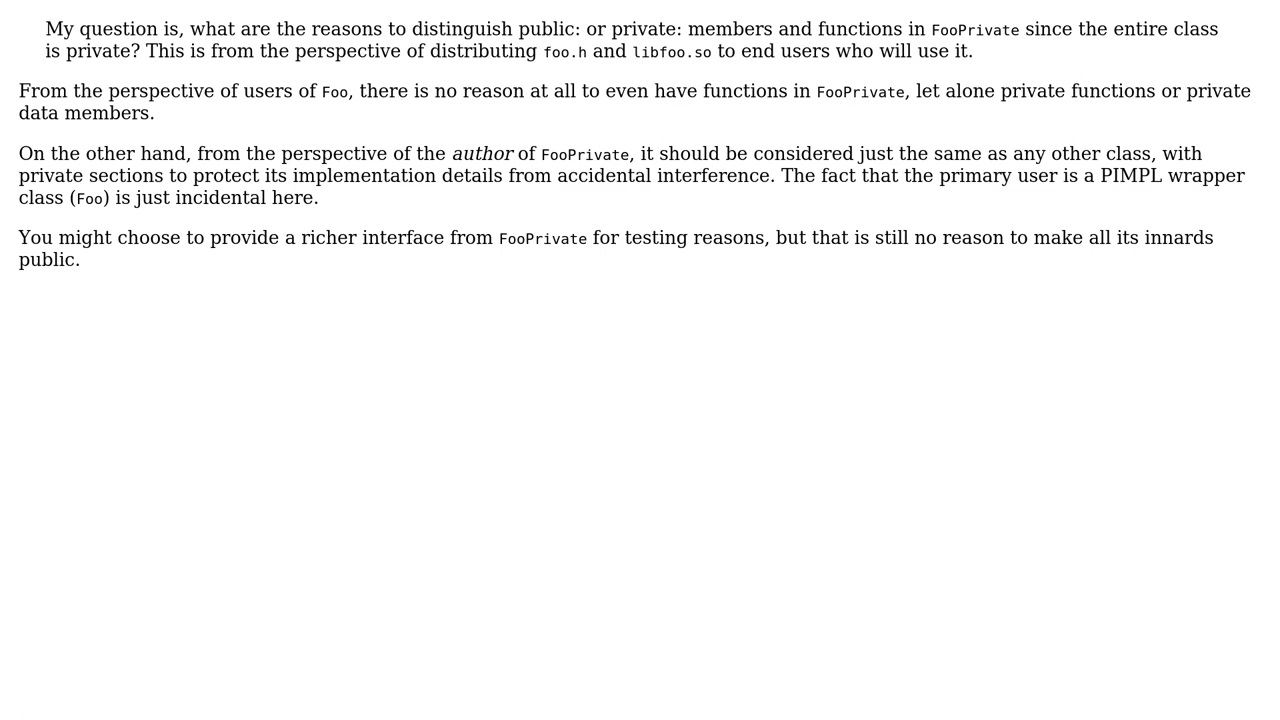 My question is, what are the reasons to distinguish public: or private: members and functions in FooPrivate since the entire class
is private? This is from the perspective of distributing foo.h and libfoo.so to end users who will use it.
From the perspective of users of Foo, there is no reason at all to even have functions in FooPrivate, let alone private functions or private
data members.
On the other hand, from the perspective of the author of FooPrivate, it should be considered just the same as any other class, with
private sections to protect its implementation details from accidental interference. The fact that the primary user is a PIMPL wrapper
class (Foo) is just incidental here.
You might choose to provide a richer interface from FooPrivate for testing reasons, but that is still no reason to make all its innards
public.